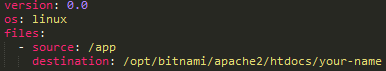 version: 0.0
os: linux
files:
  - source: /app
    destination: /opt/bitnami/apache2/htdocs/your-name